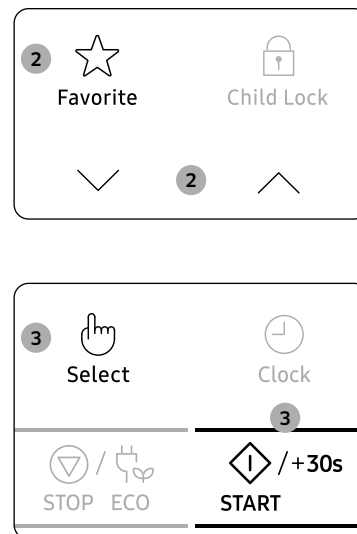 2
Favorite
Child Lock
2
3
Select
Clock
3
/
STOP ECO
/+30s
START